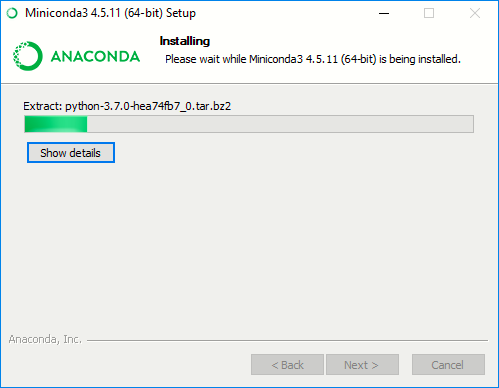 Miniconda3 4.5.11 (64-bit) Setup
ANACONDA
Installing
Please wait while Miniconda3 4.5.11 (64-bit) is being installed.
Extract: python-3.7.0-hea74fb7_0.tar.bz2
Show details
Anaconda, Inc.
< Back
Next >
Cancel